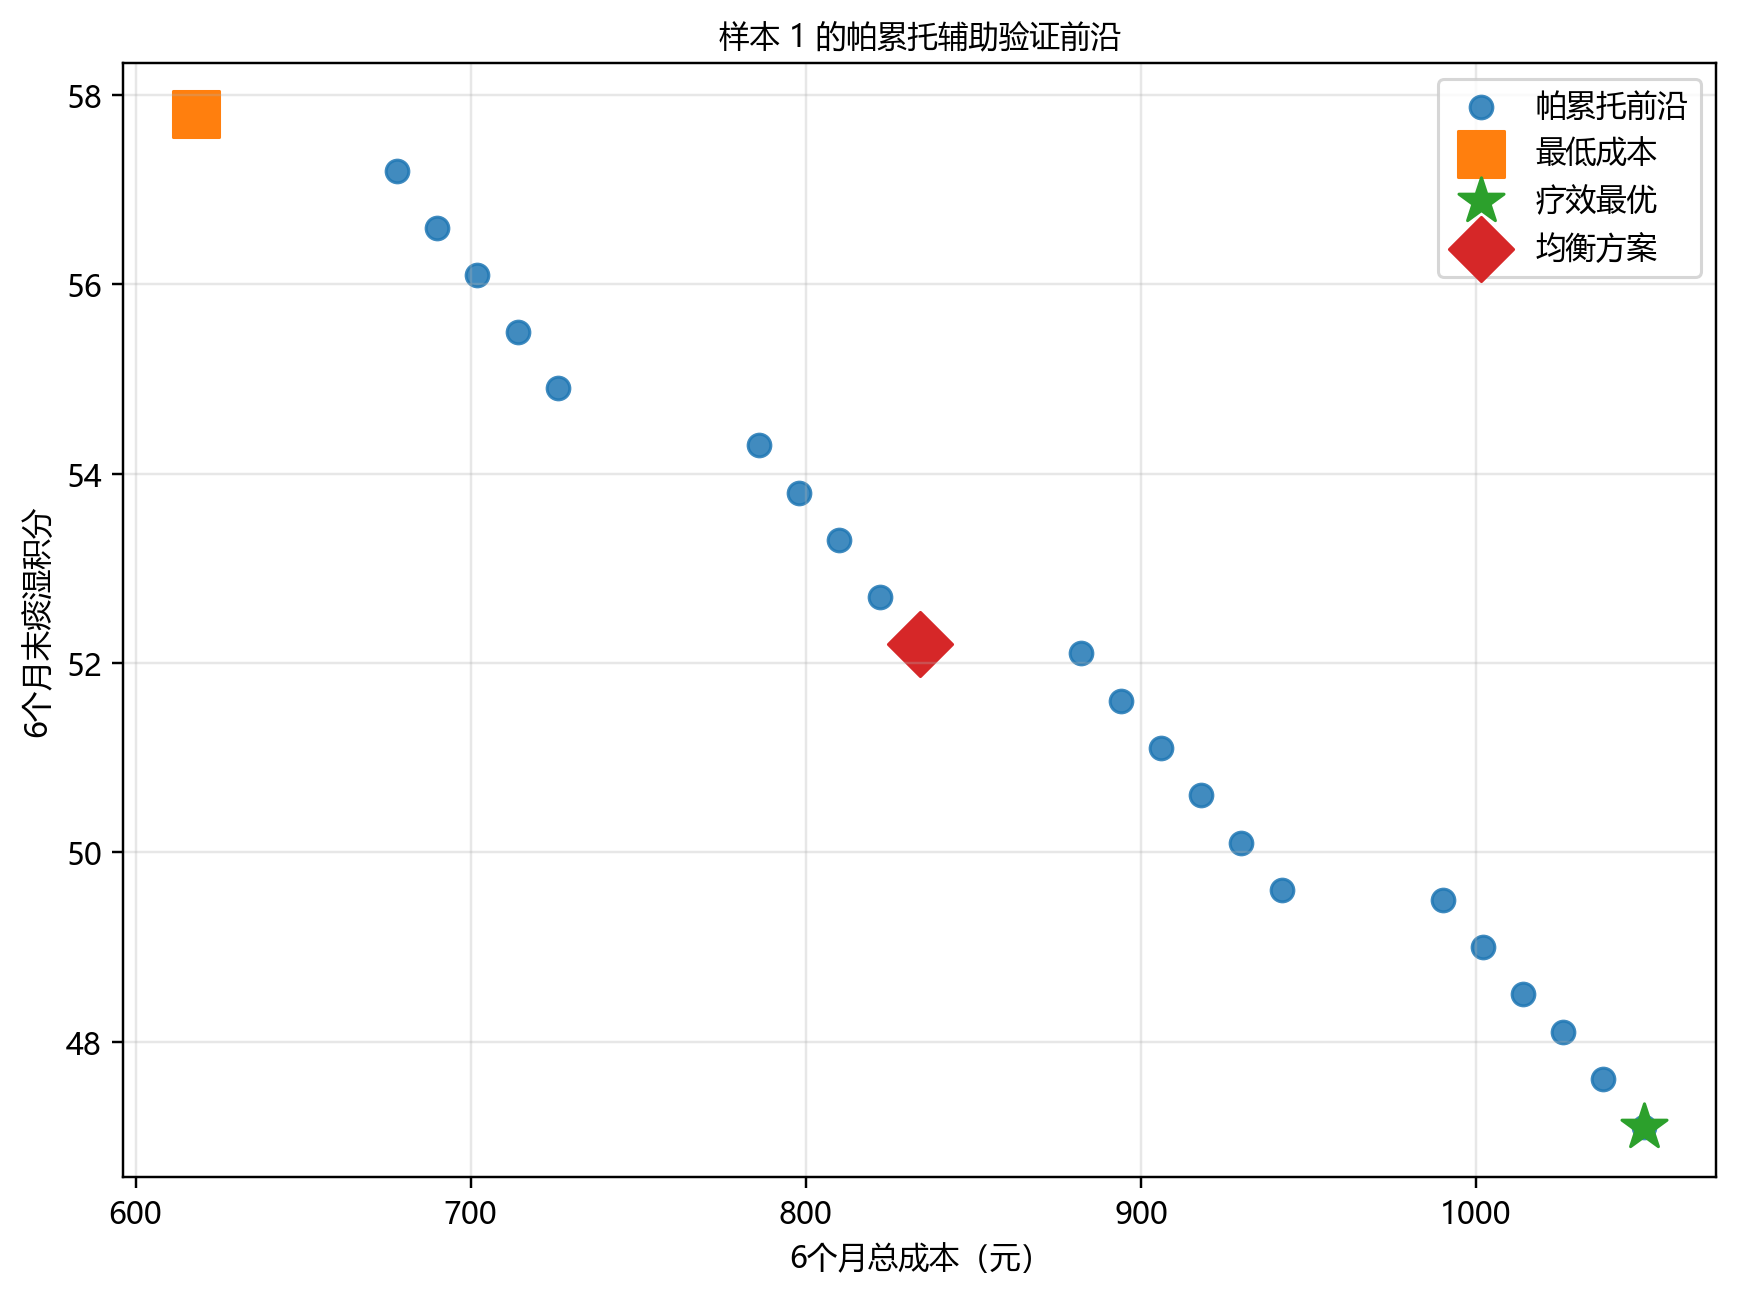 样本 1 的帕累托辅助验证前沿
帕累托前沿
最低成本
疗效最优
均衡方案
6个月末痰湿积分
58
56
54
52
50
48
600 700 800 900 1000
6个月总成本（元）